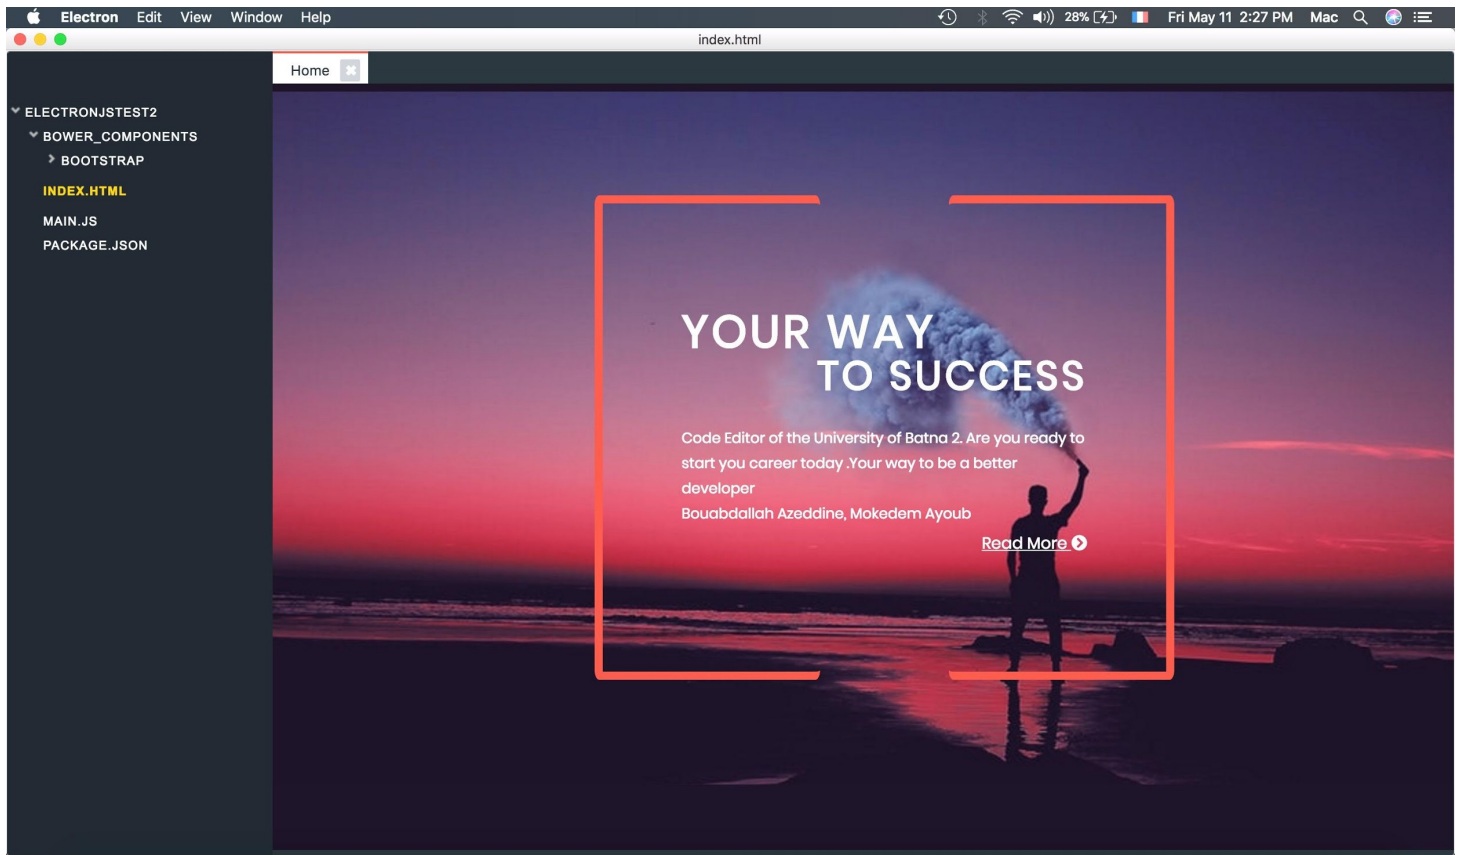 Electron Edit View Window Help 28% Fri May 11 2:27 PM Mac
index.html
Home
ELECTRONJSTEST2
BOWER_COMPONENTS
BOOTSTRAP
INDEX.HTML
MAIN.JS
PACKAGE.JSON
YOUR WAY
TO SUCCESS
Code Editor of the University of Batna 2. Are you ready to
start you career today .Your way to be a better
developer
Bouabdallah Azeddine, Mokedem Ayoub
Read More